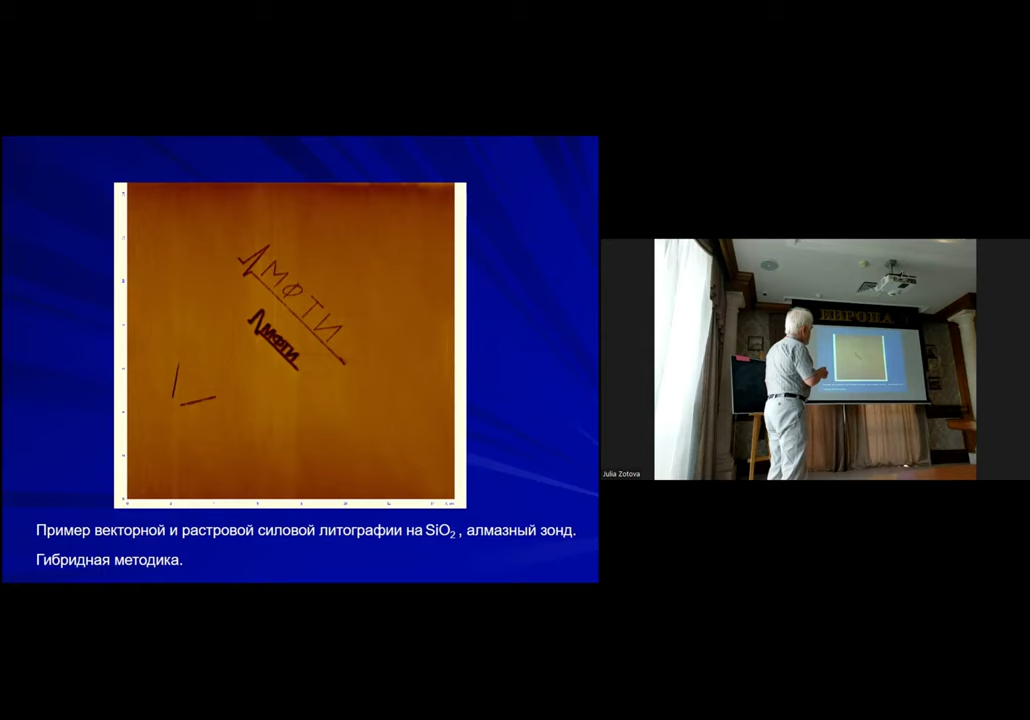 МФТИ
МФТИ
Пример векторной и растровой силовой литографии на SiO₂ , алмазный зонд.
Гибридная методика.
ЕВРОПА
Julia Zotova